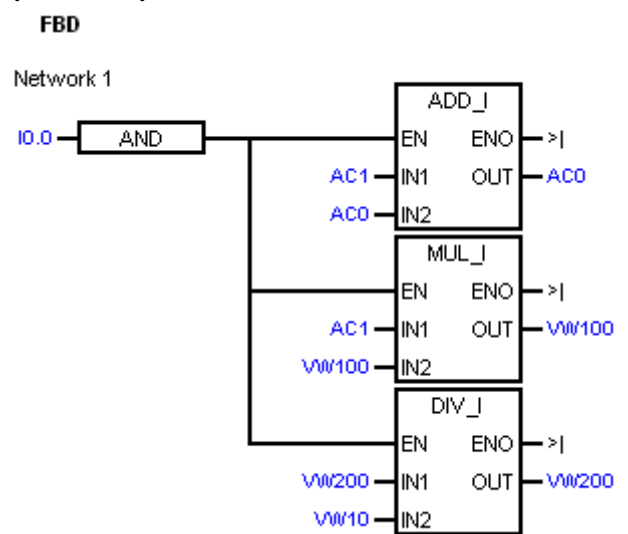 FBD
Network 1
ADD_I
I0.0 AND EN ENO >|
AC1 IN1 OUT AC0
AC0 IN2
MUL_I
EN ENO >|
AC1 IN1 OUT VW100
VW100 IN2
DIV_I
EN ENO >|
VW200 IN1 OUT VW200
VW10 IN2